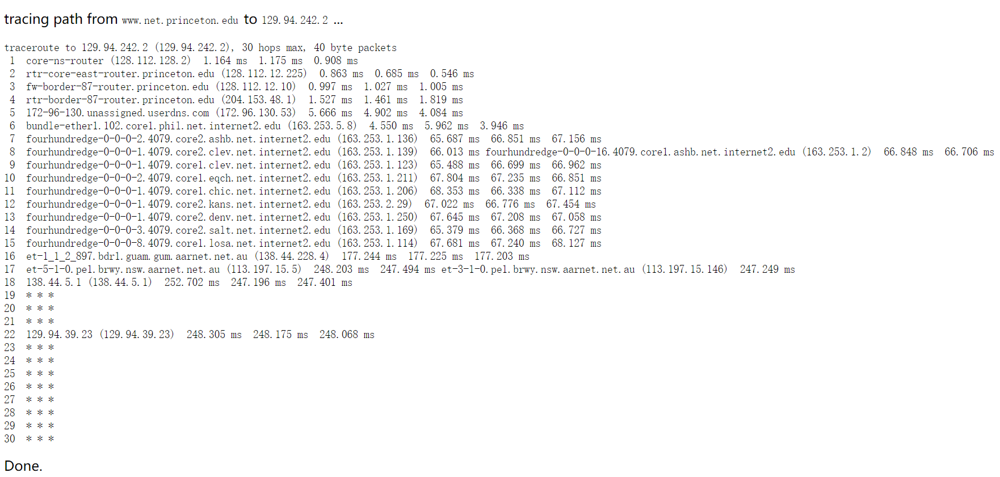 tracing path from www.net.princeton.edu to 129.94.242.2 ...
traceroute to 129.94.242.2 (129.94.242.2), 30 hops max, 40 byte packets
1 core-ns-router (128.112.128.2) 1.164 ms 1.175 ms 0.908 ms
2 rtr-core-east-router.princeton.edu (128.112.12.225) 0.863 ms 0.685 ms 0.546 ms
3 fw-border-87-router.princeton.edu (128.112.12.10) 0.997 ms 1.027 ms 1.005 ms
4 rtr-border-87-router.princeton.edu (204.153.48.1) 1.527 ms 1.461 ms 1.819 ms
5 172-96-130.unassigned.userdns.com (172.96.130.53) 5.666 ms 4.902 ms 4.084 ms
6 bundle-ether1.102.core1.phil.net.internet2.edu (163.253.5.8) 4.550 ms 5.962 ms 3.946 ms
7 fourhundredge-0-0-0-2.4079.core2.ashb.net.internet2.edu (163.253.1.136) 65.687 ms 66.851 ms 67.156 ms
8 fourhundredge-0-0-0-1.4079.core2.clev.net.internet2.edu (163.253.1.139) 66.013 ms fourhundredge-0-0-0-16.4079.core1.ashb.net.internet2.edu (163.253.1.2) 66.848 ms 66.706 ms
9 fourhundredge-0-0-0-1.4079.core1.clev.net.internet2.edu (163.253.1.123) 65.488 ms 66.699 ms 66.962 ms
10 fourhundredge-0-0-0-2.4079.core1.eqch.net.internet2.edu (163.253.1.211) 67.804 ms 67.235 ms 66.851 ms
11 fourhundredge-0-0-0-1.4079.core1.chic.net.internet2.edu (163.253.1.206) 68.353 ms 66.338 ms 67.112 ms
12 fourhundredge-0-0-0-1.4079.core2.kans.net.internet2.edu (163.253.2.29) 67.022 ms 66.776 ms 67.454 ms
13 fourhundredge-0-0-0-1.4079.core2.denv.net.internet2.edu (163.253.1.250) 67.645 ms 67.208 ms 67.058 ms
14 fourhundredge-0-0-0-3.4079.core2.salt.net.internet2.edu (163.253.1.169) 65.379 ms 66.368 ms 66.727 ms
15 fourhundredge-0-0-0-8.4079.core1.losa.net.internet2.edu (163.253.1.114) 67.681 ms 67.240 ms 68.127 ms
16 et-1_1_2_897.bdr1.guam.gum.aarnet.net.au (138.44.228.4) 177.244 ms 177.225 ms 177.203 ms
17 et-5-1-0.pe1.brwy.nsw.aarnet.net.au (113.197.15.5) 248.203 ms 247.494 ms et-3-1-0.pe1.brwy.nsw.aarnet.net.au (113.197.15.146) 247.249 ms
18 138.44.5.1 (138.44.5.1) 252.702 ms 247.196 ms 247.401 ms
19 * * *
20 * * *
21 * * *
22 129.94.39.23 (129.94.39.23) 248.305 ms 248.175 ms 248.068 ms
23 * * *
24 * * *
25 * * *
26 * * *
27 * * *
28 * * *
29 * * *
30 * * *
Done.